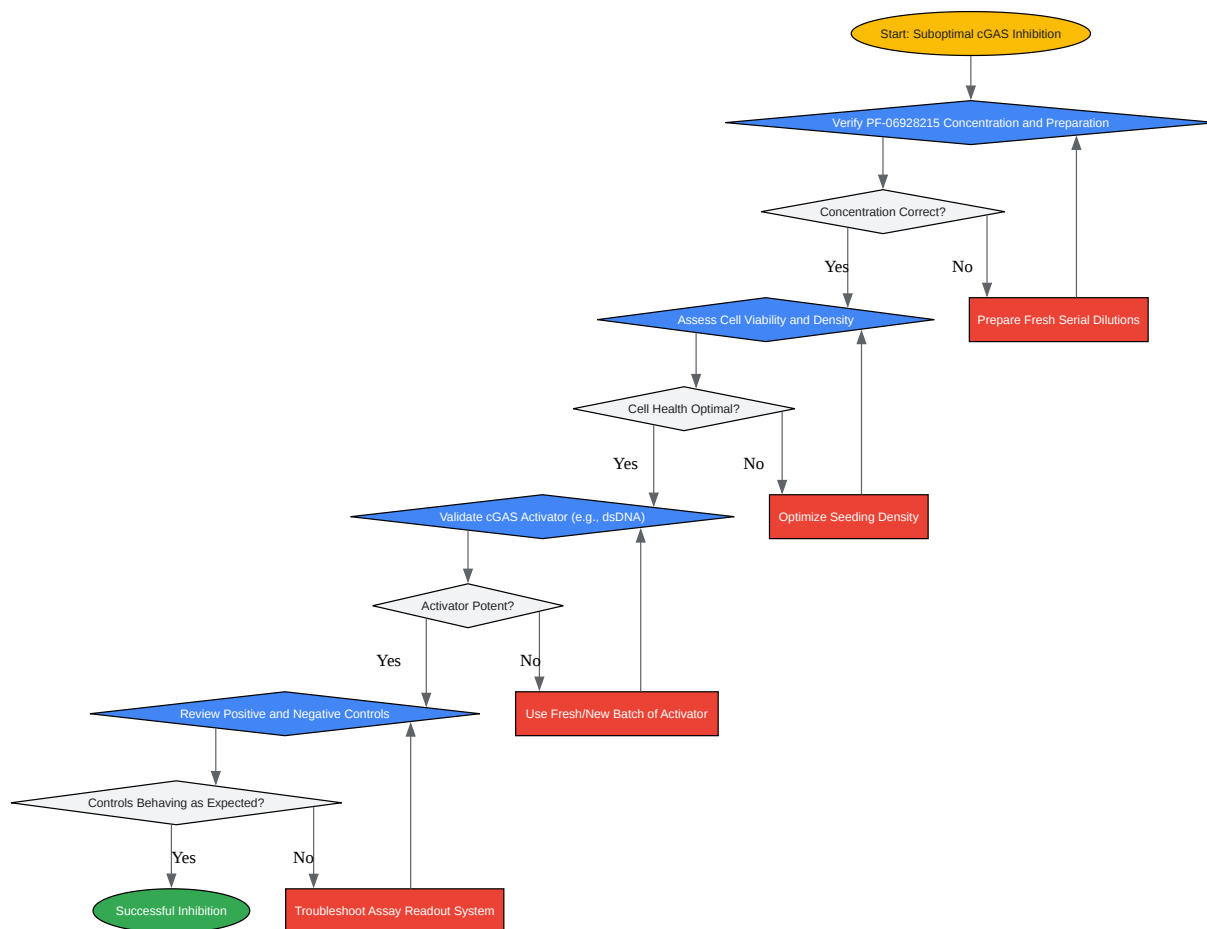 Start: Suboptimal cGAS Inhibition
Verify PF-06928215 Concentration and Preparation
Concentration Correct?
Yes
No
Assess Cell Viability and Density
Prepare Fresh Serial Dilutions
Cell Health Optimal?
Yes
No
Validate cGAS Activator (e.g., dsDNA)
Optimize Seeding Density
Activator Potent?
Yes
No
Review Positive and Negative Controls
Use Fresh/New Batch of Activator
Controls Behaving as Expected?
Yes
No
Successful Inhibition
Troubleshoot Assay Readout System